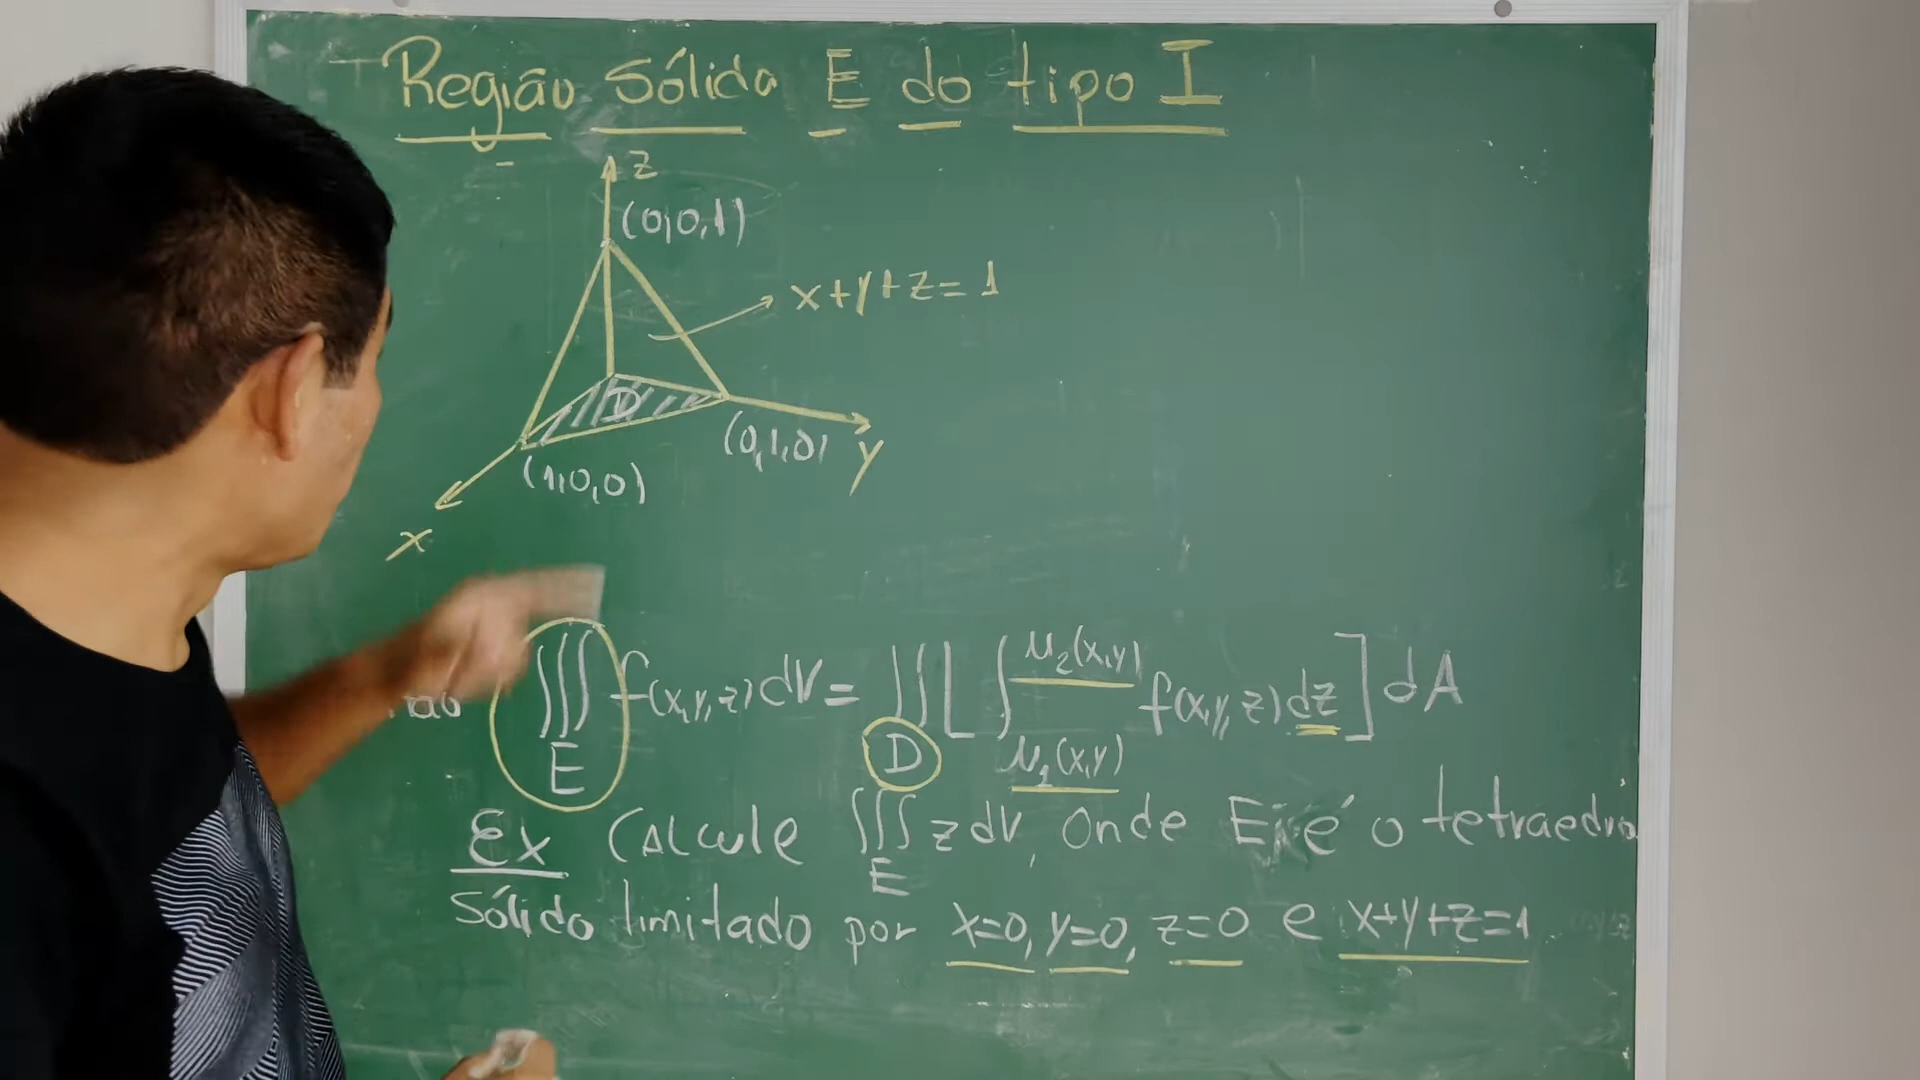 Região Sólida E do tipo I
z
(0,0,1)
x+y+z=1
D
(0,1,0)
y
(1,0,0)
x
∭ f(x,y,z)dV = ∬ [ ∫ u₂(x,y) f(x,y,z)dz ] dA
E D u₁(x,y)
Ex Calcule ∭ z dV, Onde E é o tetraedro
E
Sólido limitado por x=0, y=0, z=0 e x+y+z=1